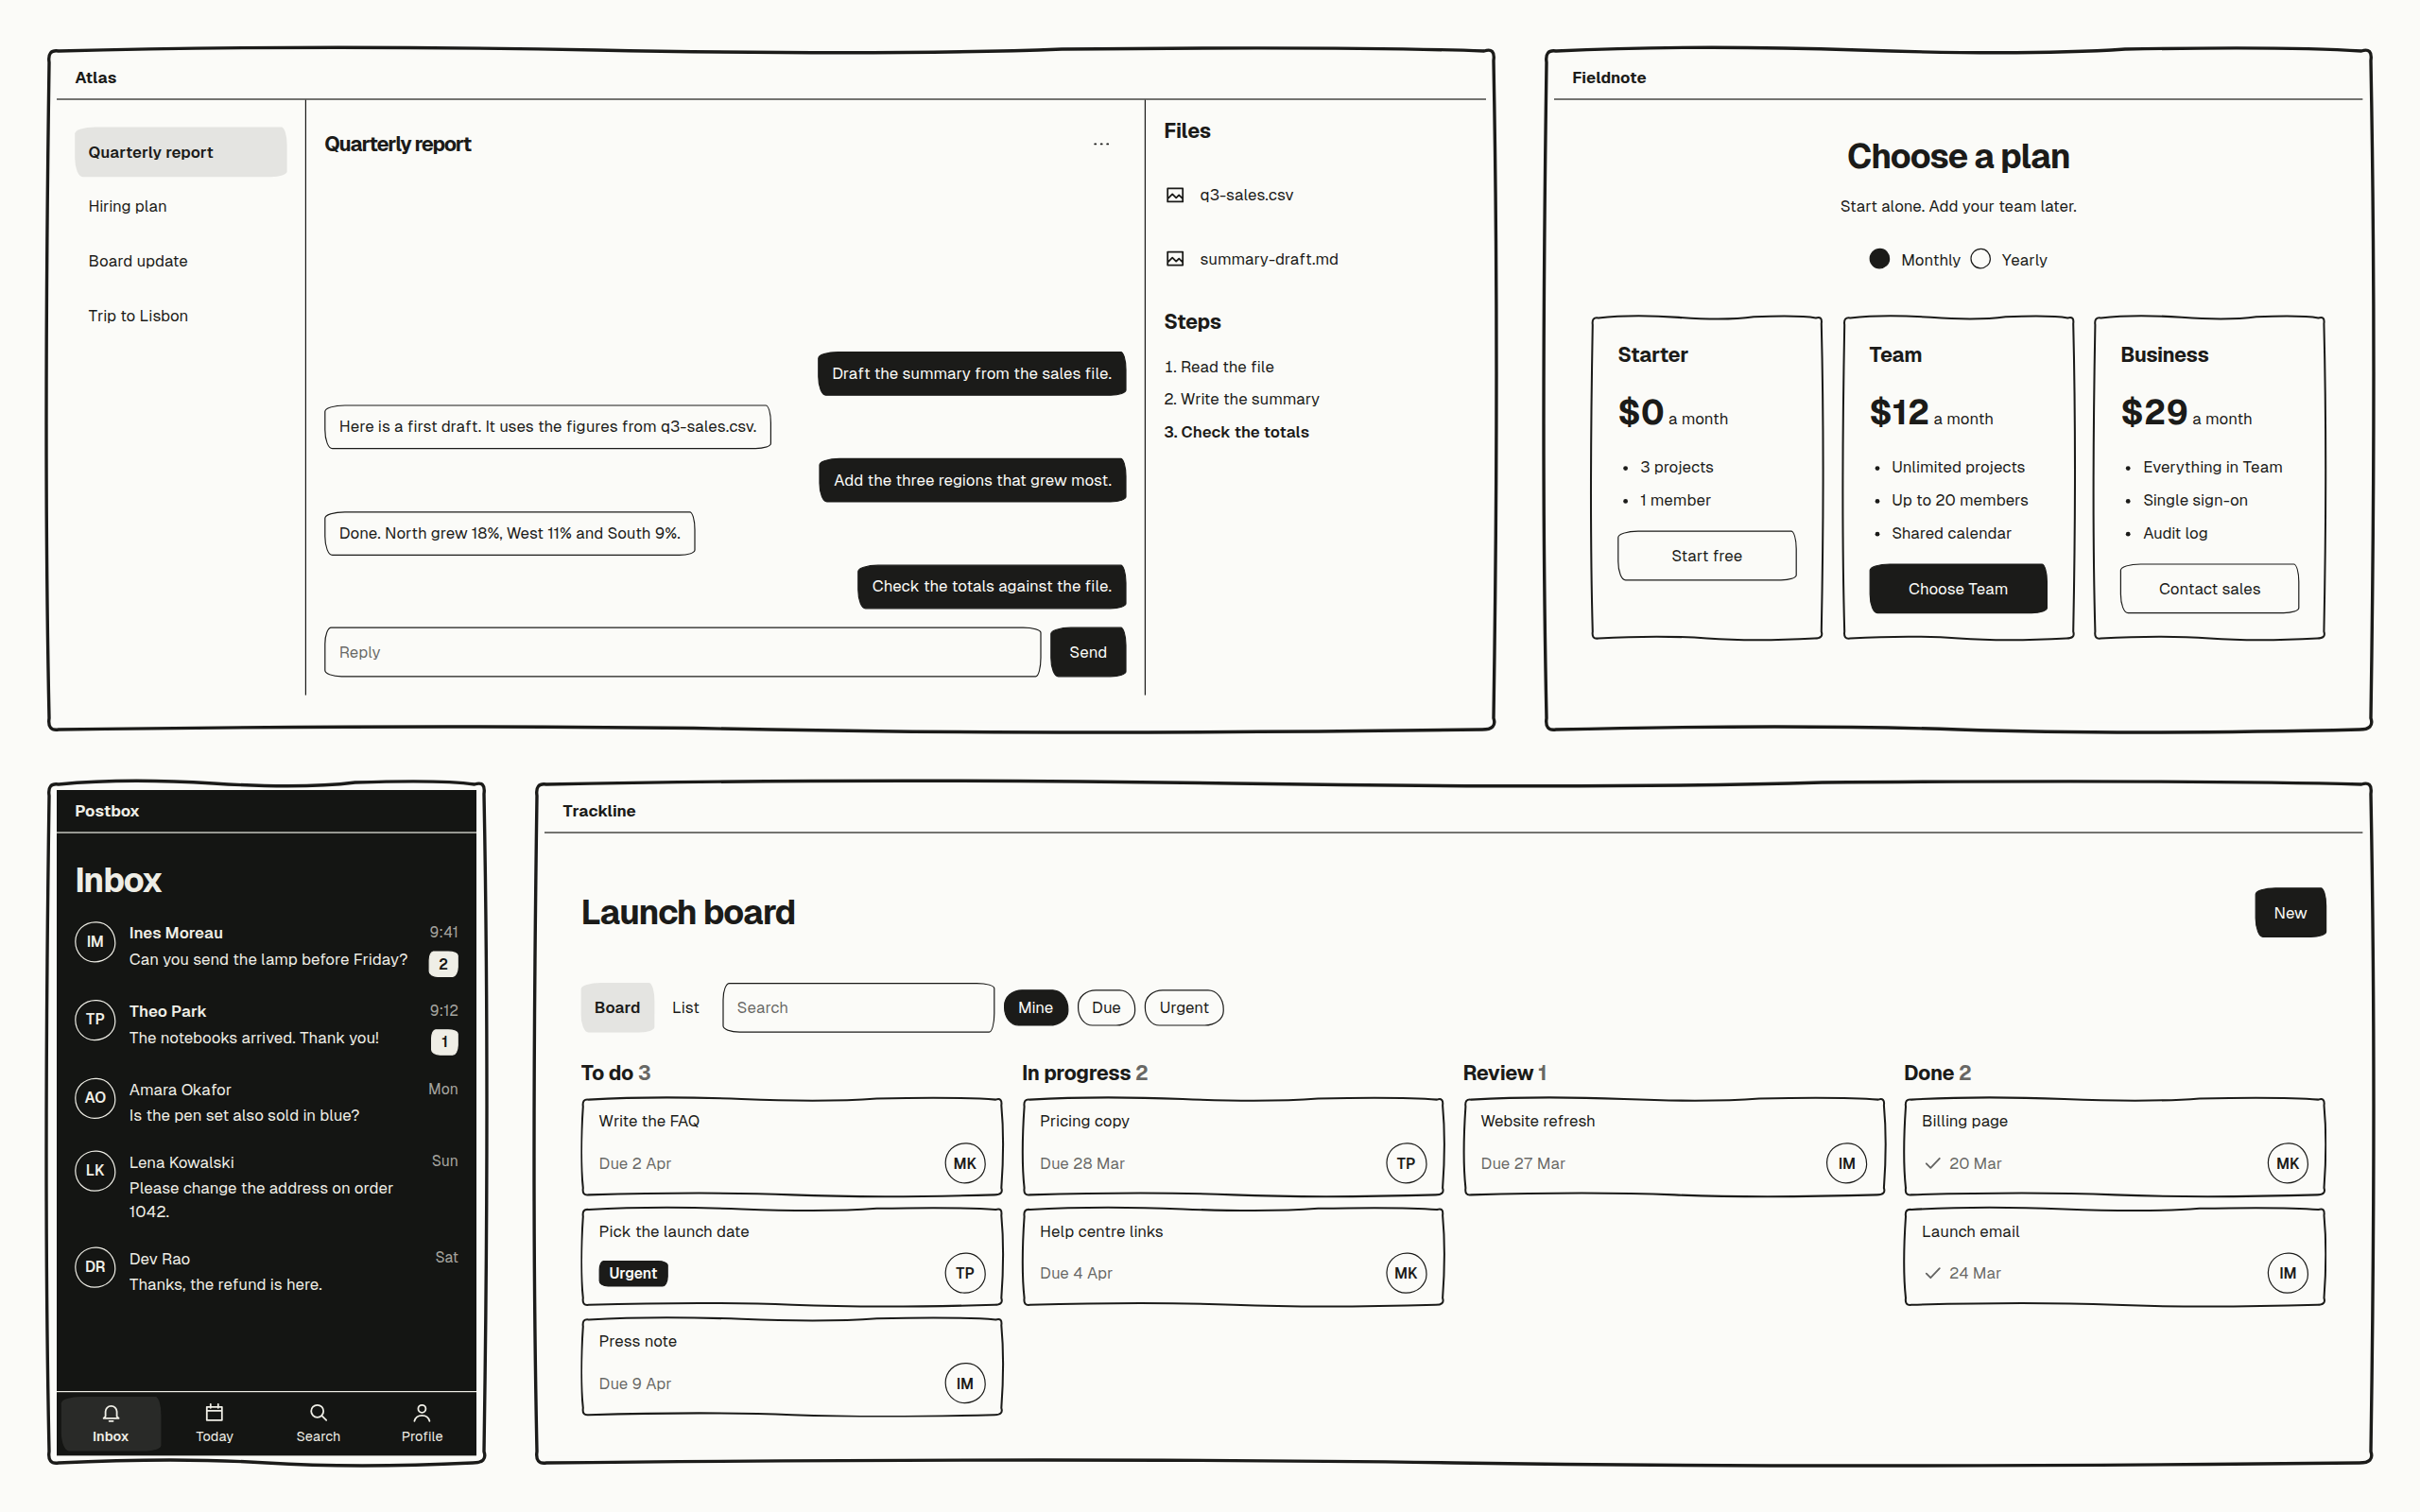 Atlas
Quarterly report
Hiring plan
Board update
Trip to Lisbon
Quarterly report
...
Draft the summary from the sales file.
Here is a first draft. It uses the figures from q3-sales.csv.
Add the three regions that grew most.
Done. North grew 18%, West 11% and South 9%.
Check the totals against the file.
Reply
Send
Files
q3-sales.csv
summary-draft.md
Steps
1. Read the file
2. Write the summary
3. Check the totals
Fieldnote
Choose a plan
Start alone. Add your team later.
Monthly Yearly
Starter
$0 a month
• 3 projects
• 1 member
Start free
Team
$12 a month
• Unlimited projects
• Up to 20 members
• Shared calendar
Choose Team
Business
$29 a month
• Everything in Team
• Single sign-on
• Audit log
Contact sales
Postbox
Inbox
IM
Ines Moreau
9:41
Can you send the lamp before Friday?
2
TP
Theo Park
9:12
The notebooks arrived. Thank you!
1
AO
Amara Okafor
Mon
Is the pen set also sold in blue?
LK
Lena Kowalski
Sun
Please change the address on order
1042.
DR
Dev Rao
Sat
Thanks, the refund is here.
Inbox
Today
Search
Profile
Trackline
Launch board
New
Board
List
Search
Mine
Due
Urgent
To do 3
Write the FAQ
Due 2 Apr
MK
Pick the launch date
Urgent
TP
Press note
Due 9 Apr
IM
In progress 2
Pricing copy
Due 28 Mar
TP
Help centre links
Due 4 Apr
MK
Review 1
Website refresh
Due 27 Mar
IM
Done 2
Billing page
20 Mar
MK
Launch email
24 Mar
IM